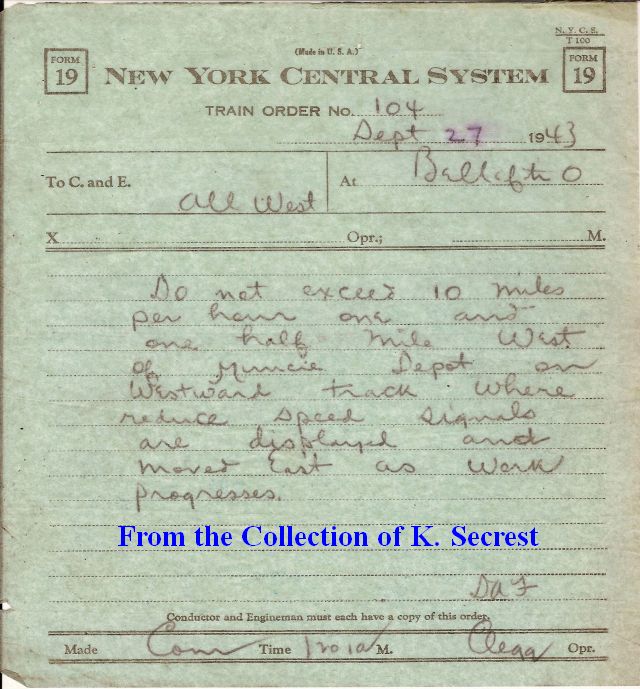 (Made in U. S. A.)
N. Y. C. S.
T 100
FORM
19
NEW YORK CENTRAL SYSTEM
FORM
19
TRAIN ORDER No. 104
Sept 27 1943
To C. and E. All West
At
X Opr.; M.
Do not exceed 10 miles
per hour one and
one half mile West
of Muncie Depot on
Westward track where
reduce speed signals
are displayed and
moved East as work
progresses.
From the Collection of K. Secrest
Conductor and Engineman must each have a copy of this order.
Made Com Time M. Clegg Opr.